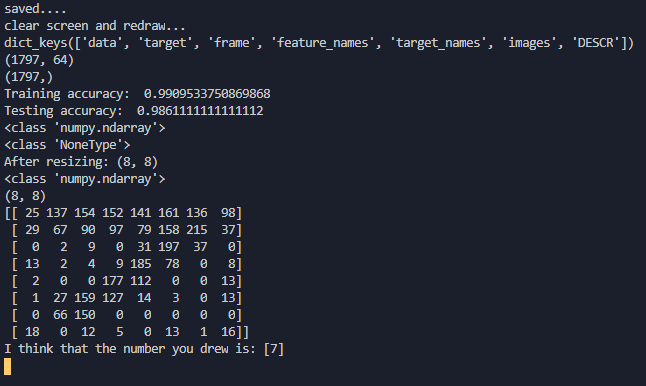 saved....
clear screen and redraw...
dict_keys(['data', 'target', 'frame', 'feature_names', 'target_names', 'images', 'DESCR'])
(1797, 64)
(1797,)
Training accuracy:  0.9909533750869868
Testing accuracy:  0.9861111111111112
<class 'numpy.ndarray'>
<class 'NoneType'>
After resizing: (8, 8)
<class 'numpy.ndarray'>
(8, 8)
[[ 25 137 154 152 141 161 136  98]
 [ 29  67  90  97  79 158 215  37]
 [  0   2   9   0  31 197  37   0]
 [ 13   2   4   9 185  78   0   8]
 [  2   0   0 177 112   0   0  13]
 [  1  27 159 127  14   3   0  13]
 [  0  66 150   0   0   0   0   0]
 [ 18   0  12   5   0  13   1  16]]
I think that the number you drew is: [7]